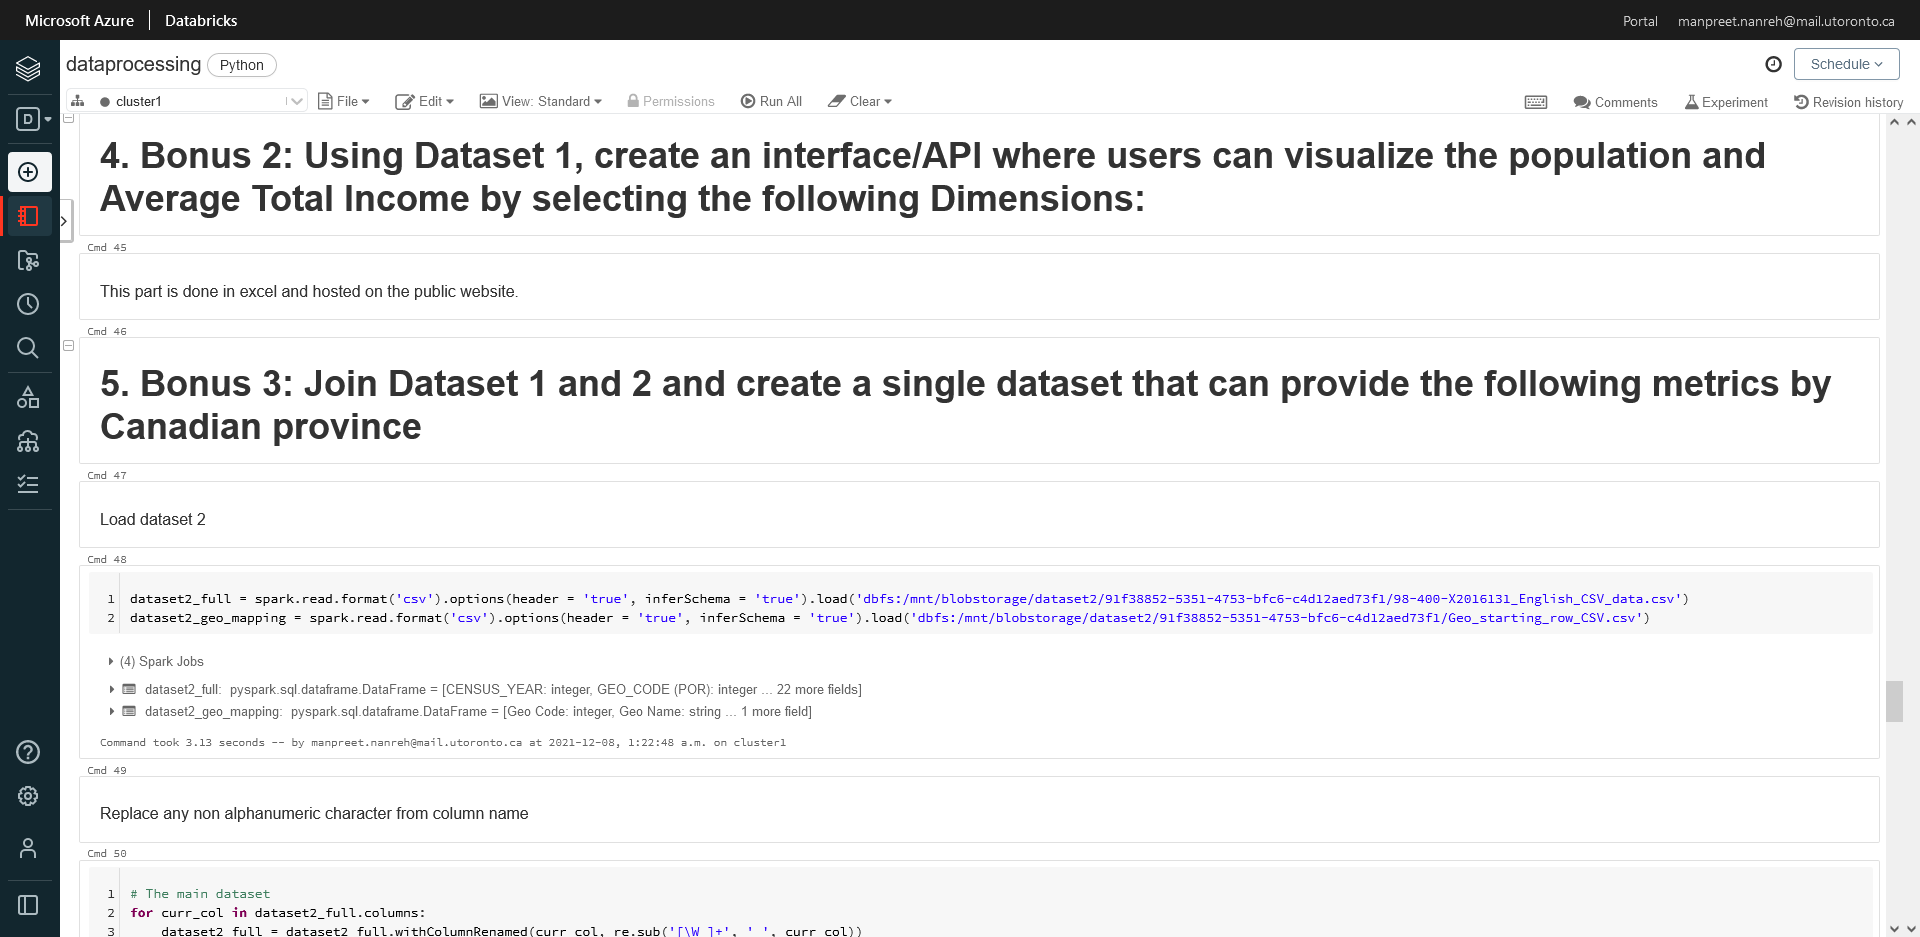 Microsoft Azure Databricks Portal manpreet.nanreh@mail.utoronto.ca
dataprocessing Python Schedule
cluster1 File Edit View: Standard Permissions Run All Clear Comments Experiment Revision history
D
4. Bonus 2: Using Dataset 1, create an interface/API where users can visualize the population and
Average Total Income by selecting the following Dimensions:
Cmd 45
This part is done in excel and hosted on the public website.
Cmd 46
5. Bonus 3: Join Dataset 1 and 2 and create a single dataset that can provide the following metrics by
Canadian province
Cmd 47
Load dataset 2
Cmd 48
1 dataset2_full = spark.read.format('csv').options(header = 'true', inferSchema = 'true').load('dbfs:/mnt/blobstorage/dataset2/91f38852-5351-4753-bfc6-c4d12aed73f1/98-400-X2016131_English_CSV_data.csv')
2 dataset2_geo_mapping = spark.read.format('csv').options(header = 'true', inferSchema = 'true').load('dbfs:/mnt/blobstorage/dataset2/91f38852-5351-4753-bfc6-c4d12aed73f1/Geo_starting_row_CSV.csv')
(4) Spark Jobs
dataset2_full: pyspark.sql.dataframe.DataFrame = [CENSUS_YEAR: integer, GEO_CODE (POR): integer ... 22 more fields]
dataset2_geo_mapping: pyspark.sql.dataframe.DataFrame = [Geo Code: integer, Geo Name: string ... 1 more field]
Command took 3.13 seconds -- by manpreet.nanreh@mail.utoronto.ca at 2021-12-08, 1:22:48 a.m. on cluster1
Cmd 49
Replace any non alphanumeric character from column name
Cmd 50
1 # The main dataset
2 for curr_col in dataset2_full.columns:
3 dataset2_full = dataset2_full.withColumnRenamed(curr_col, re.sub('[\W_]+', '_', curr_col))